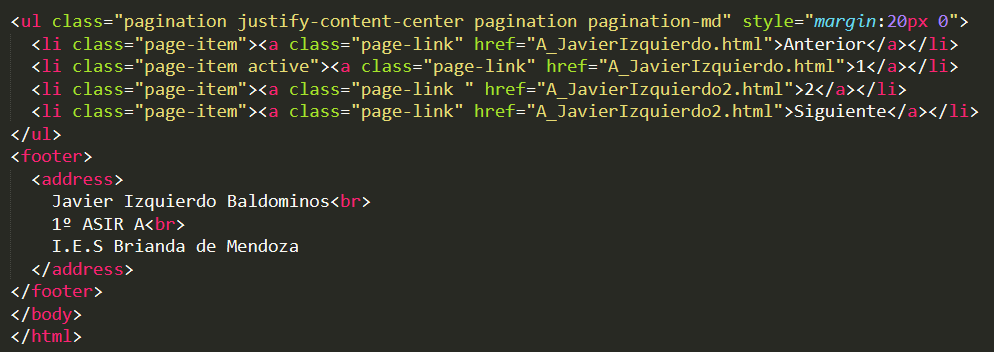 <ul class="pagination justify-content-center pagination pagination-md" style="margin:20px 0">
<li class="page-item"><a class="page-link" href="A_JavierIzquierdo.html">Anterior</a></li>
<li class="page-item active"><a class="page-link" href="A_JavierIzquierdo.html">1</a></li>
<li class="page-item"><a class="page-link " href="A_JavierIzquierdo2.html">2</a></li>
<li class="page-item"><a class="page-link" href="A_JavierIzquierdo2.html">Siguiente</a></li>
</ul>
<footer>
<address>
Javier Izquierdo Baldominos<br>
1º ASIR A<br>
I.E.S Brianda de Mendoza
</address>
</footer>
</body>
</html>